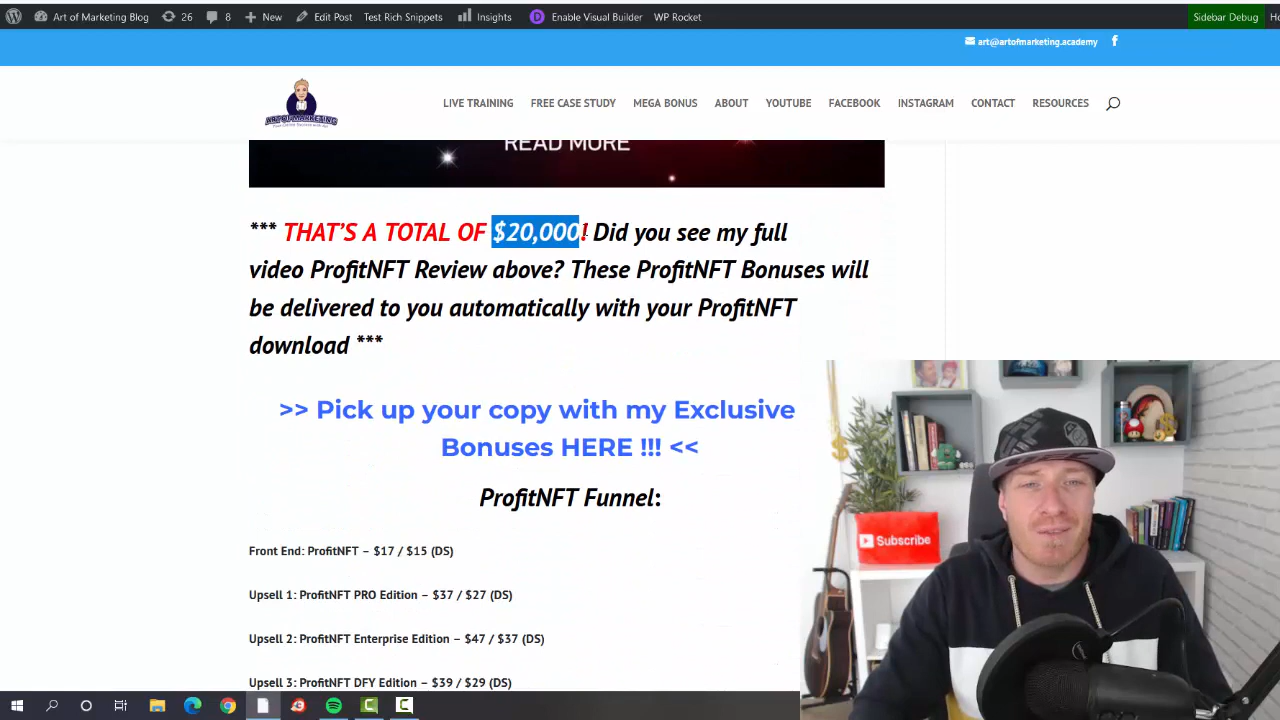 Art of Marketing Blog 26 8 New Edit Post Test Rich Snippets Insights Enable Visual Builder WP Rocket Sidebar Debug
art@artofmarketing.academy
ART OF MARKETING
LIVE TRAINING FREE CASE STUDY MEGA BONUS ABOUT YOUTUBE FACEBOOK INSTAGRAM CONTACT RESOURCES
READ MORE
*** THAT'S A TOTAL OF $20,000! Did you see my full
video ProfitNFT Review above? These ProfitNFT Bonuses will
be delivered to you automatically with your ProfitNFT
download ***
>> Pick up your copy with my Exclusive
Bonuses HERE !!! <<
ProfitNFT Funnel:
Front End: ProfitNFT – $17 / $15 (DS)
Upsell 1: ProfitNFT PRO Edition – $37 / $27 (DS)
Upsell 2: ProfitNFT Enterprise Edition – $47 / $37 (DS)
Upsell 3: ProfitNFT DFY Edition – $39 / $29 (DS)
Subscribe